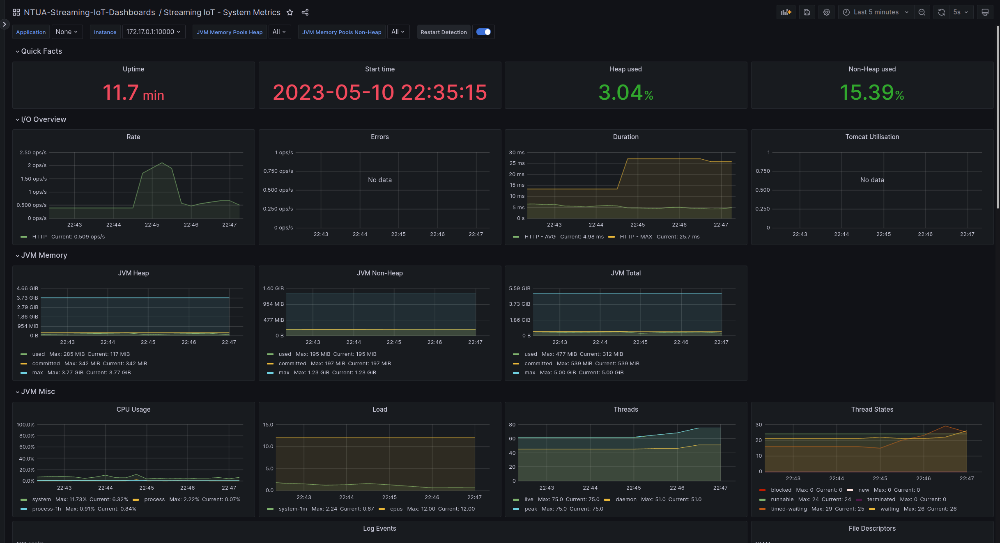 NTUA-Streaming-IoT-Dashboards / Streaming IoT - System Metrics
Last 5 minutes
5s
Application None Instance 172.17.0.1:10000 JVM Memory Pools Heap All JVM Memory Pools Non-Heap All Restart Detection
Quick Facts
Uptime
11.7 min
Start time
2023-05-10 22:35:15
Heap used
3.04%
Non-Heap used
15.39%
I/O Overview
Rate
2.50 ops/s
2 ops/s
1.50 ops/s
1 ops/s
0.500 ops/s
0 ops/s
22:43 22:44 22:45 22:46 22:47
HTTP Current: 0.509 ops/s
Errors
1 ops/s
0.750 ops/s
0.500 ops/s
0.250 ops/s
0 ops/s
No data
22:43 22:44 22:45 22:46 22:47
Duration
30 ms
25 ms
20 ms
15 ms
10 ms
5 ms
0 s
22:43 22:44 22:45 22:46 22:47
HTTP - AVG Current: 4.98 ms HTTP - MAX Current: 25.7 ms
Tomcat Utilisation
1
0.750
0.500
0.250
0
No data
22:43 22:44 22:45 22:46 22:47
JVM Memory
JVM Heap
4.66 GiB
3.73 GiB
2.79 GiB
1.86 GiB
954 MiB
0 B
22:43 22:44 22:45 22:46 22:47
used Max: 285 MiB Current: 117 MiB
committed Max: 342 MiB Current: 342 MiB
max Max: 3.77 GiB Current: 3.77 GiB
JVM Non-Heap
1.40 GiB
954 MiB
477 MiB
0 B
22:43 22:44 22:45 22:46 22:47
used Max: 195 MiB Current: 195 MiB
committed Max: 197 MiB Current: 197 MiB
max Max: 1.23 GiB Current: 1.23 GiB
JVM Total
5.59 GiB
3.73 GiB
1.86 GiB
0 B
22:43 22:44 22:45 22:46 22:47
used Max: 477 MiB Current: 312 MiB
committed Max: 539 MiB Current: 539 MiB
max Max: 5.00 GiB Current: 5.00 GiB
JVM Misc
CPU Usage
100.0%
80.0%
60.0%
40.0%
20.0%
0.0%
22:43 22:44 22:45 22:46 22:47
system Max: 11.73% Current: 6.32% process Max: 2.22% Current: 0.07%
process-1h Max: 0.91% Current: 0.84%
Load
15.0
10.0
5.0
0.0
22:43 22:44 22:45 22:46 22:47
system-1m Max: 2.24 Current: 0.67 cpus Max: 12.00 Current: 12.00
Threads
80
60
40
20
0
22:43 22:44 22:45 22:46 22:47
live Max: 75.0 Current: 75.0 daemon Max: 51.0 Current: 51.0
peak Max: 75.0 Current: 75.0
Thread States
30
20
10
0
22:43 22:44 22:45 22:46 22:47
blocked Max: 0 Current: 0 new Max: 0 Current: 0
runnable Max: 24 Current: 24 terminated Max: 0 Current: 0
timed-waiting Max: 29 Current: 25 waiting Max: 26 Current: 26
Log Events
File Descriptors